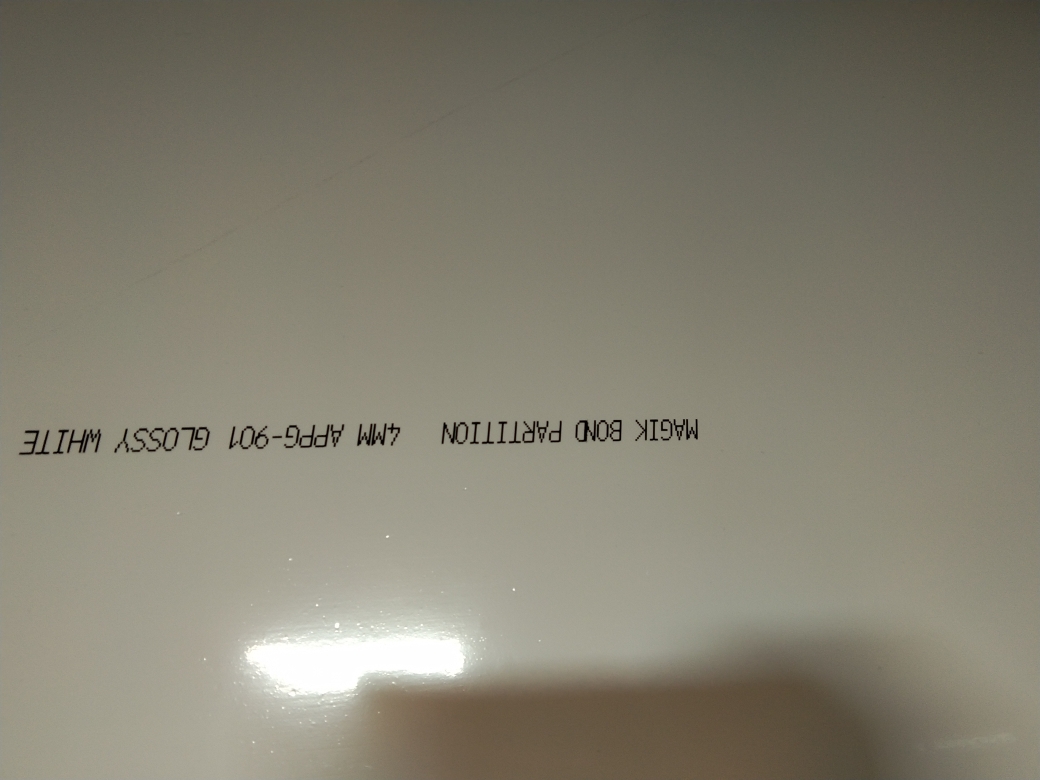 MAGIK BOND PARTITION 4MM APPG-901 GLOSSY WHITE